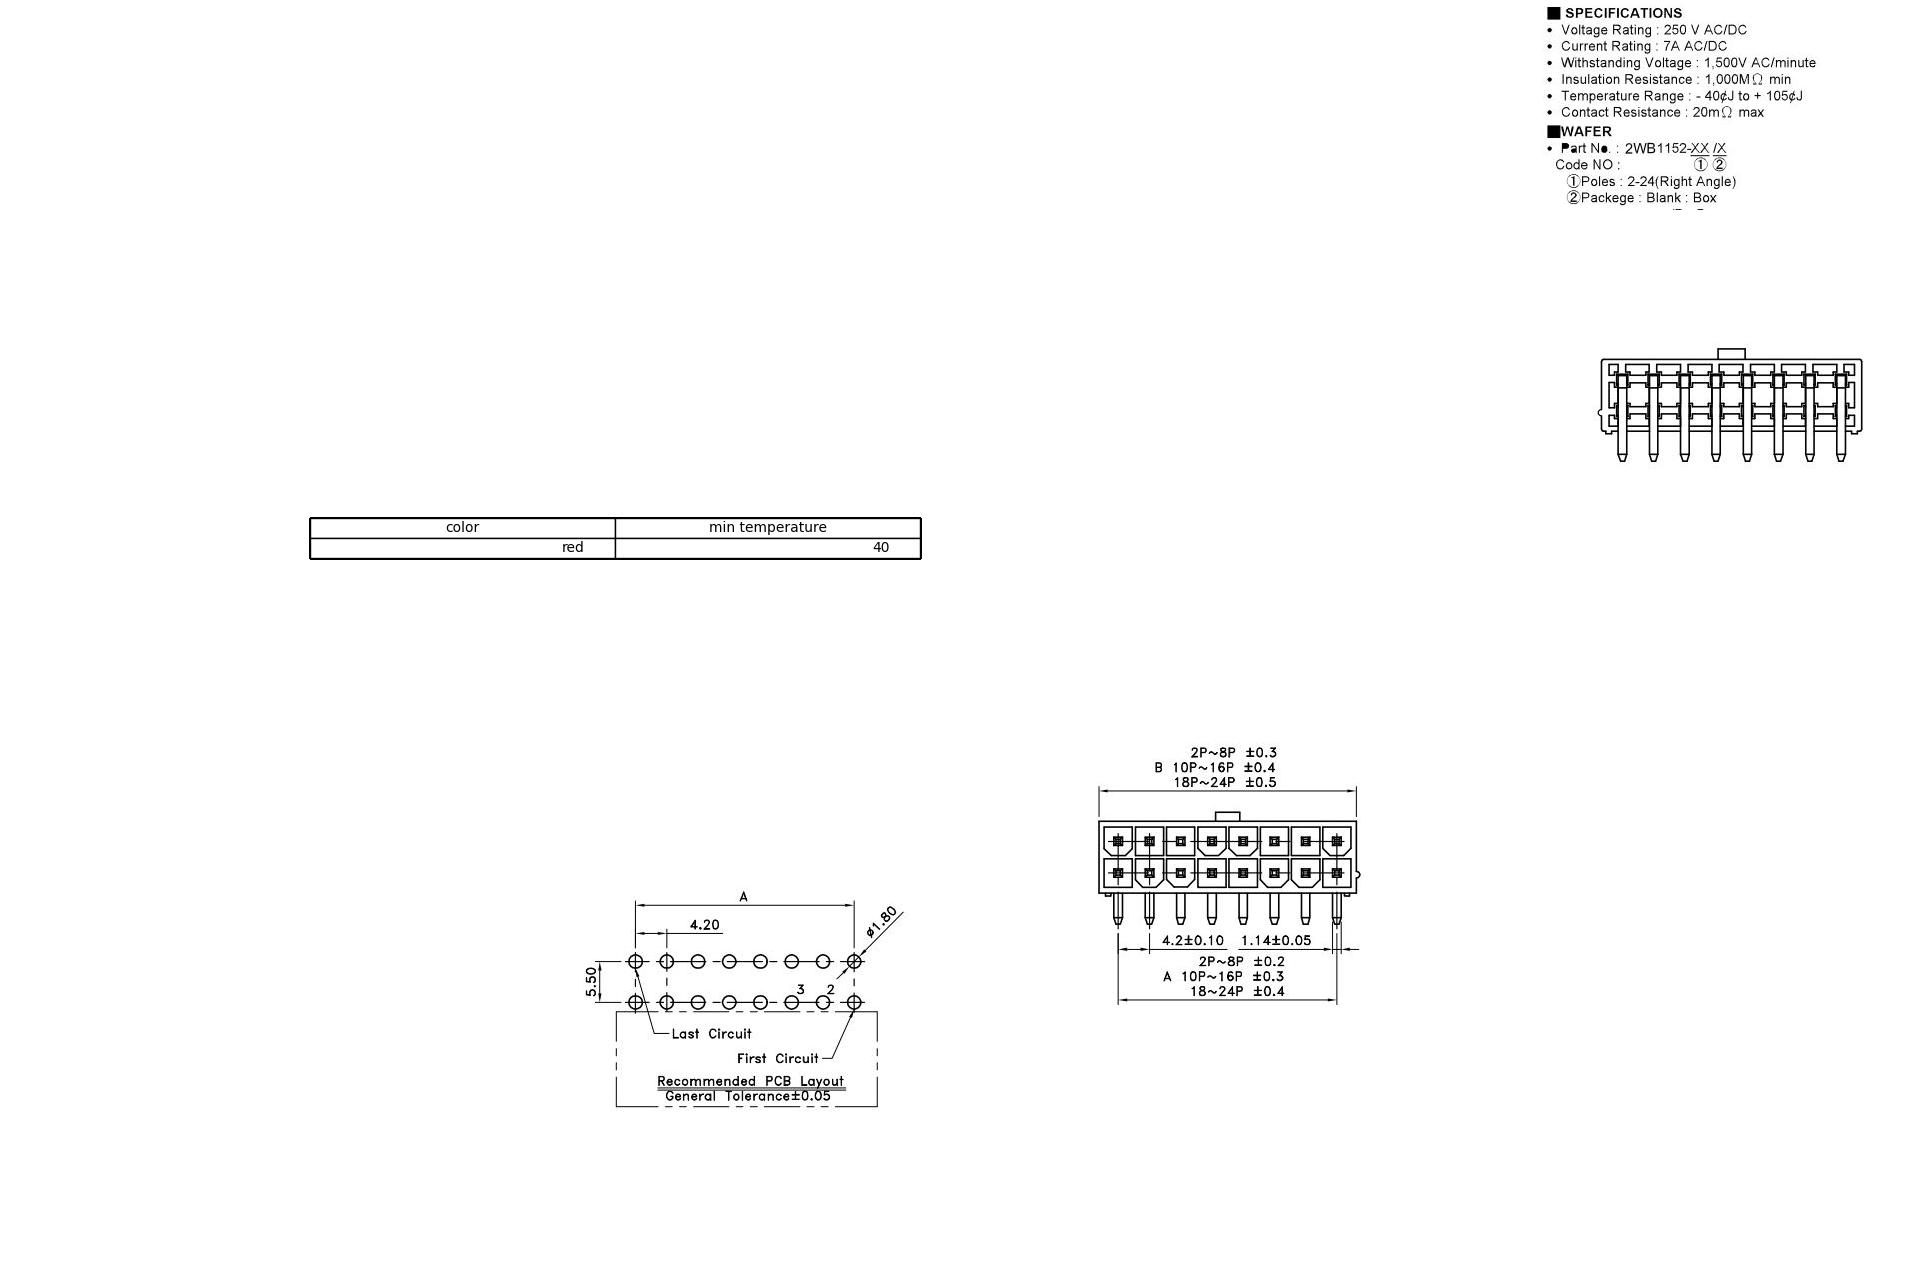 ■ SPECIFICATIONS
• Voltage Rating : 250 V AC/DC
• Current Rating : 7A AC/DC
• Withstanding Voltage : 1,500V AC/minute
• Insulation Resistance : 1,000MΩ min
• Temperature Range : - 40¢J to + 105¢J
• Contact Resistance : 20mΩ max
■WAFER
• Part No. : 2WB1152-XX /X
Code NO : ① ②
①Poles : 2-24(Right Angle)
②Packege : Blank : Box
color min temperature
red 40
2P~8P ±0.3
B 10P~16P ±0.4
18P~24P ±0.5
4.2±0.10 1.14±0.05
2P~8P ±0.2
A 10P~16P ±0.3
18~24P ±0.4
A
4.20
ø1.80
5.50
3 2
Last Circuit
First Circuit
Recommended PCB Layout
General Tolerance±0.05